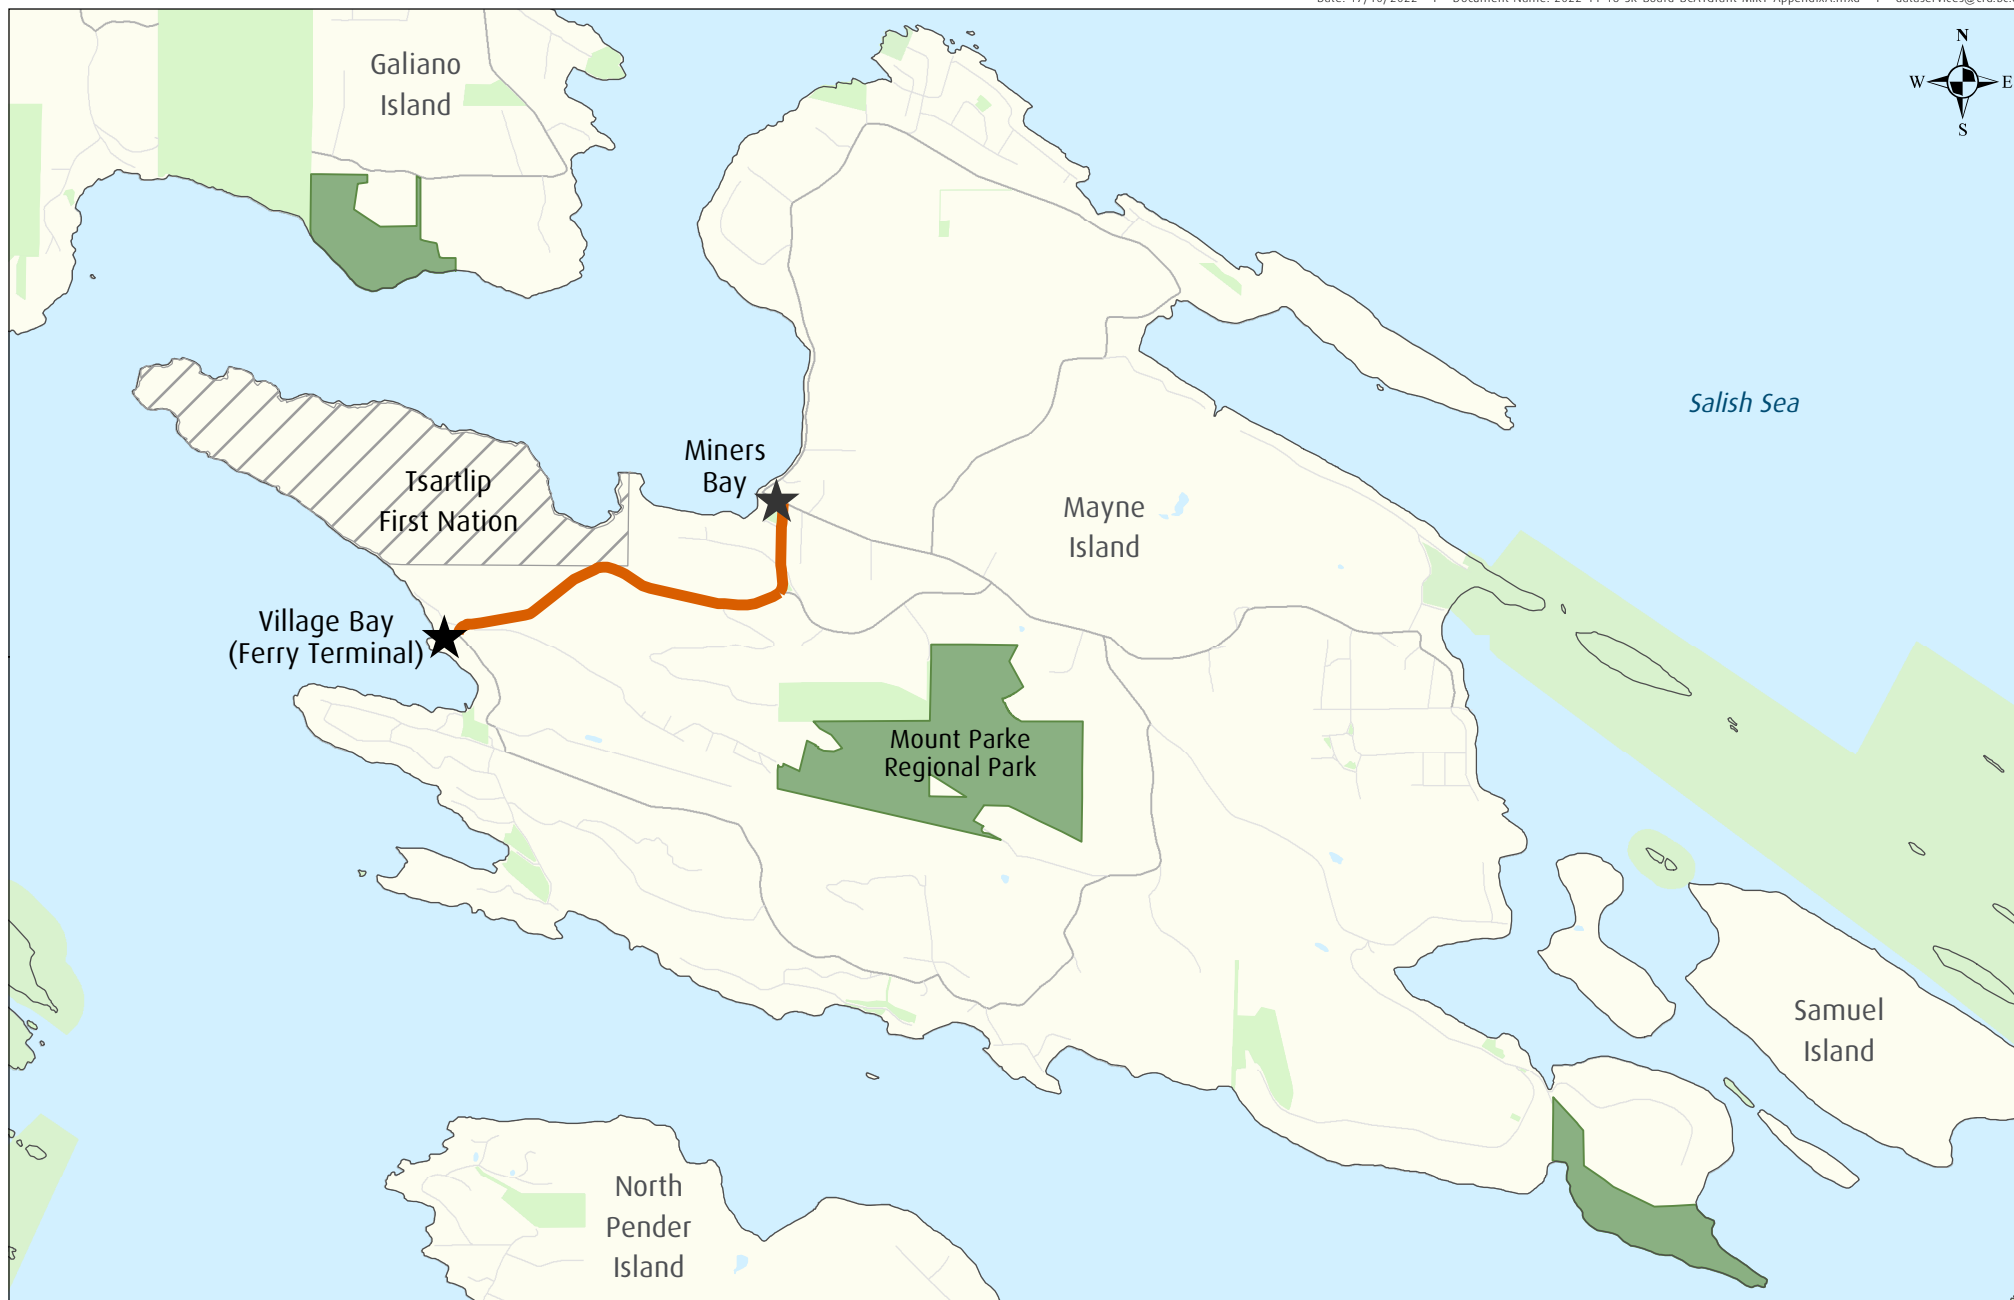 Galiano
Island
N
W E
S
Salish Sea
Miners
Bay
Tsartlip
First Nation
Mayne
Island
Village Bay
(Ferry Terminal)
Mount Parke
Regional Park
Samuel
Island
North
Pender
Island